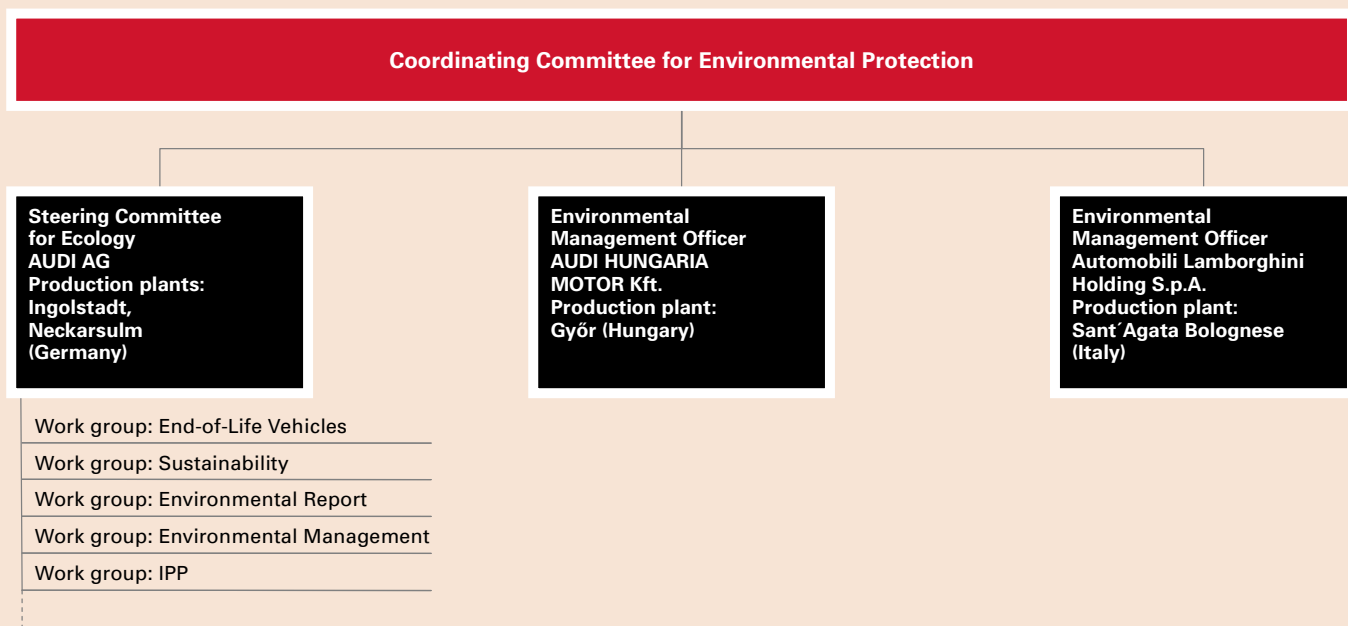 Coordinating Committee for Environmental Protection
Steering Committee
for Ecology
AUDI AG
Production plants:
Ingolstadt,
Neckarsulm
(Germany)
Environmental
Management Officer
AUDI HUNGARIA
MOTOR Kft.
Production plant:
Győr (Hungary)
Environmental
Management Officer
Automobili Lamborghini
Holding S.p.A.
Production plant:
Sant´Agata Bolognese
(Italy)
Work group: End-of-Life Vehicles
Work group: Sustainability
Work group: Environmental Report
Work group: Environmental Management
Work group: IPP